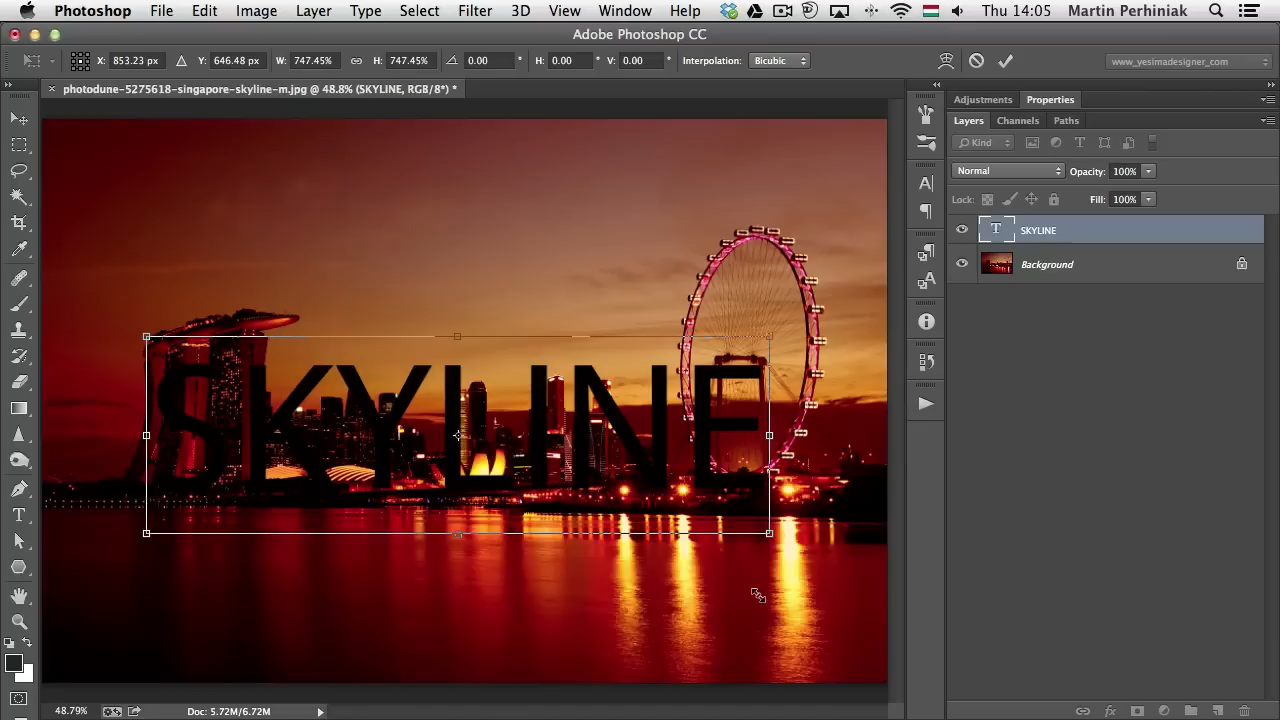 Photoshop File Edit Image Layer Type Select Filter 3D View Window Help Thu 14:05 Martin Perhiniak
Adobe Photoshop CC
X: 853.23 px Y: 646.48 px W: 747.45% H: 747.45% 0.00 ° H: 0.00 ° V: 0.00 ° Interpolation: Bicubic www_yesimadesigner_com
× photodune-5275618-singapore-skyline-m.jpg @ 48.8% (SKYLINE, RGB/8*) *
Adjustments Properties
Layers Channels Paths
Kind
Normal Opacity: 100%
Lock: Fill: 100%
T SKYLINE
Background
SKYLINE
48.79% Doc: 5.72M/6.72M